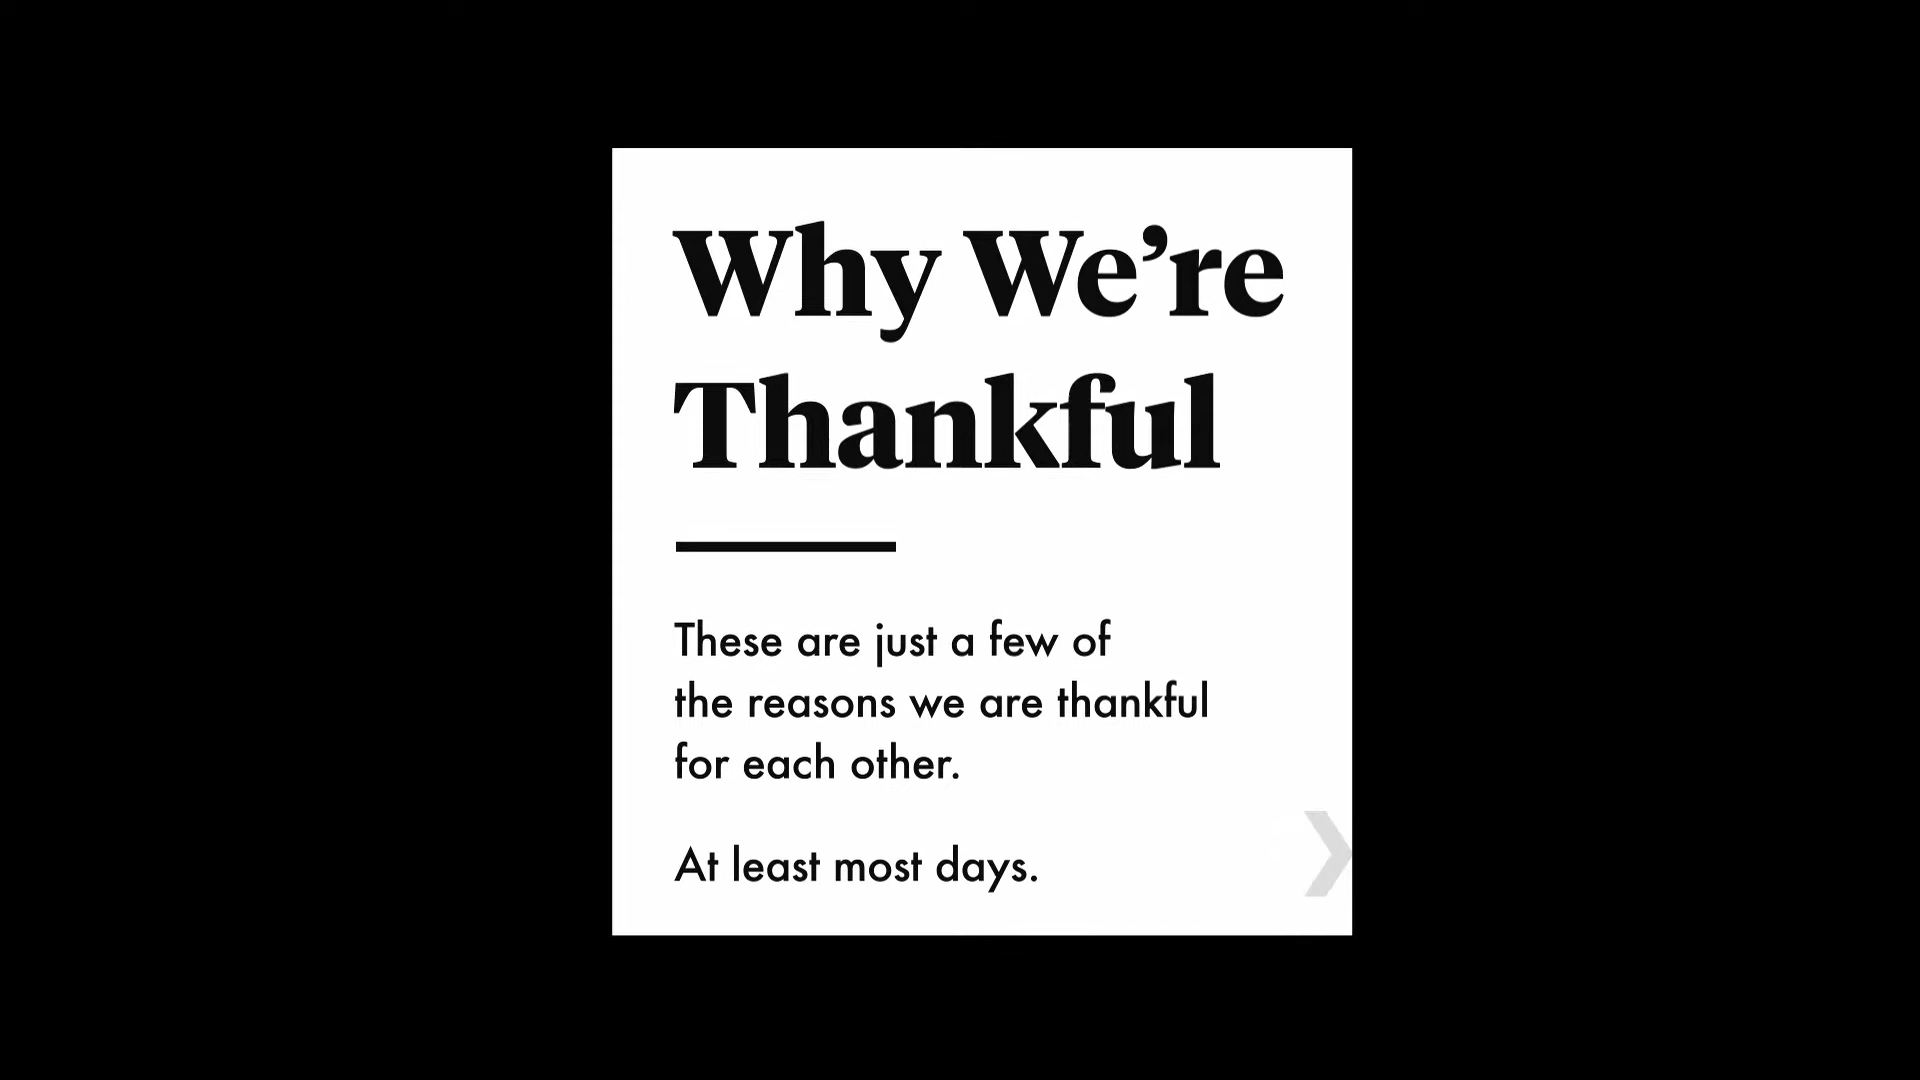 Why We’re
Thankful
These are just a few of
the reasons we are thankful
for each other.
At least most days.